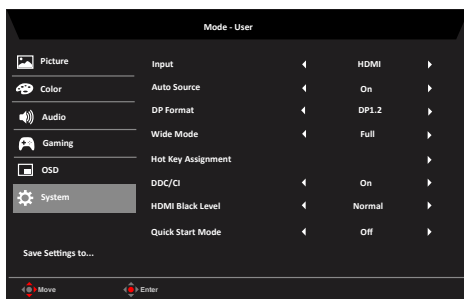 Mode - User
Picture
Color
Audio
Gaming
OSD
System
Save Settings to...
Input HDMI
Auto Source On
DP Format DP1.2
Wide Mode Full
Hot Key Assignment
DDC/CI On
HDMI Black Level Normal
Quick Start Mode Off
Move Enter